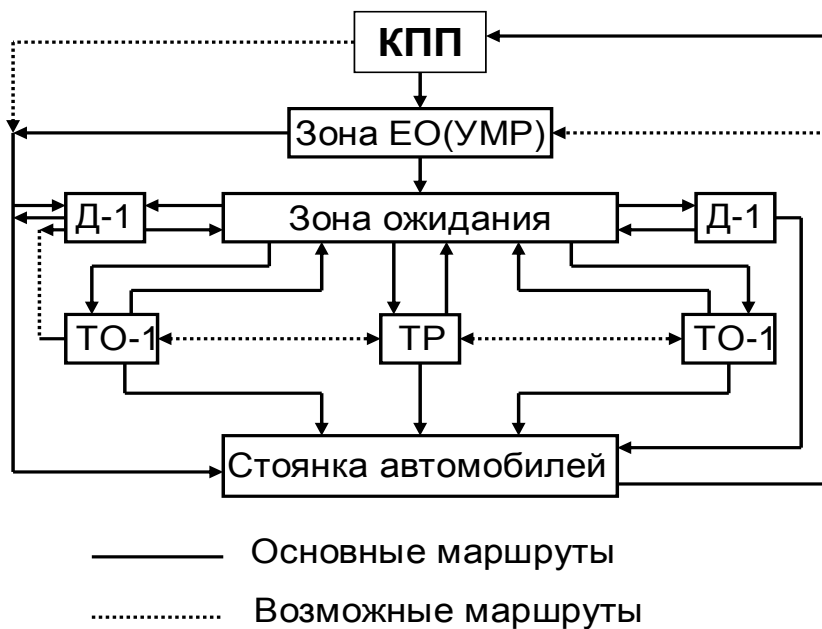 КПП
Зона ЕО(УМР)
Д-1
Зона ожидания
Д-1
ТО-1
ТР
ТО-1
Стоянка автомобилей
Основные маршруты
Возможные маршруты